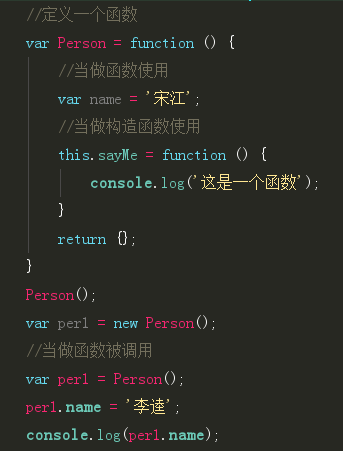 //定义一个函数
var Person = function () {
//当做函数使用
var name = '宋江';
//当做构造函数使用
this.sayMe = function () {
console.log('这是一个函数');
}
return {};
}
Person();
var per1 = new Person();
//当做函数被调用
var per1 = Person();
per1.name = '李逵';
console.log(per1.name);